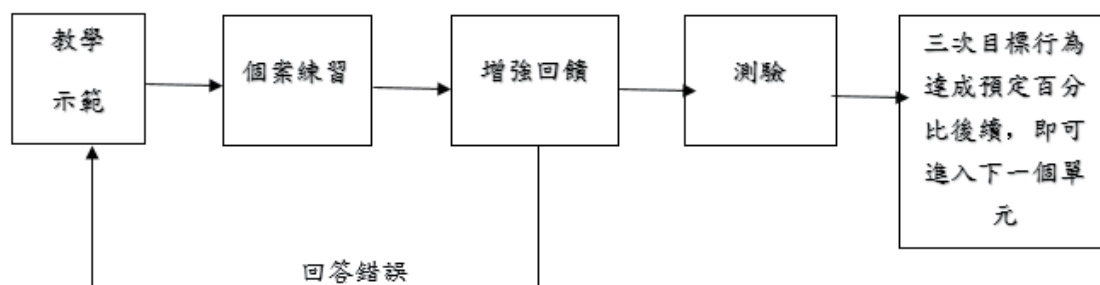 教學
示範
個案練習
增強回饋
測驗
三次目標行為
達成預定百分
比後續，即可
進入下一個單
元
回答錯誤